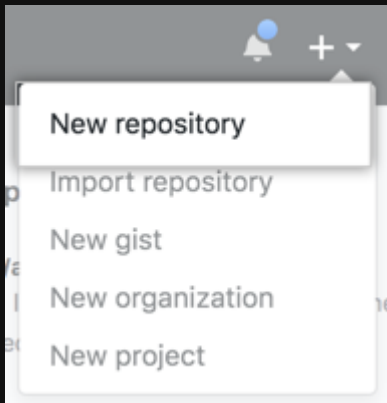 New repository
Import repository
New gist
New organization
New project